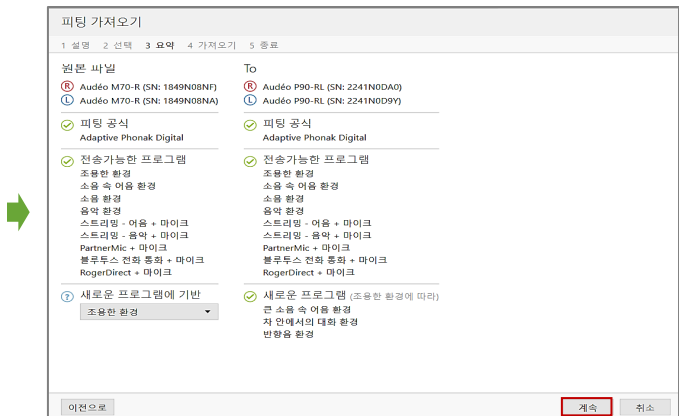 피팅 가져오기
1 설명 2 선택 3 요약 4 가져오기 5 종료
원본 파일
R Audéo M70-R (SN: 1849N08NF)
L Audéo M70-R (SN: 1849N08NA)
피팅 공식
Adaptive Phonak Digital
전송가능한 프로그램
조용한 환경
소음 속 어음 환경
소음 환경
음악 환경
스트리밍 - 어음 + 마이크
스트리밍 - 음악 + 마이크
PartnerMic + 마이크
블루투스 전화 통화 + 마이크
RogerDirect + 마이크
? 새로운 프로그램에 기반
조용한 환경
To
R Audéo P90-RL (SN: 2241N0DA0)
L Audéo P90-RL (SN: 2241N0D9Y)
피팅 공식
Adaptive Phonak Digital
전송가능한 프로그램
조용한 환경
소음 속 어음 환경
소음 환경
음악 환경
스트리밍 - 어음 + 마이크
스트리밍 - 음악 + 마이크
PartnerMic + 마이크
블루투스 전화 통화 + 마이크
RogerDirect + 마이크
새로운 프로그램 (조용한 환경에 따라)
큰 소음 속 어음 환경
차 안에서의 대화 환경
반향음 환경
이전으로
계속
취소